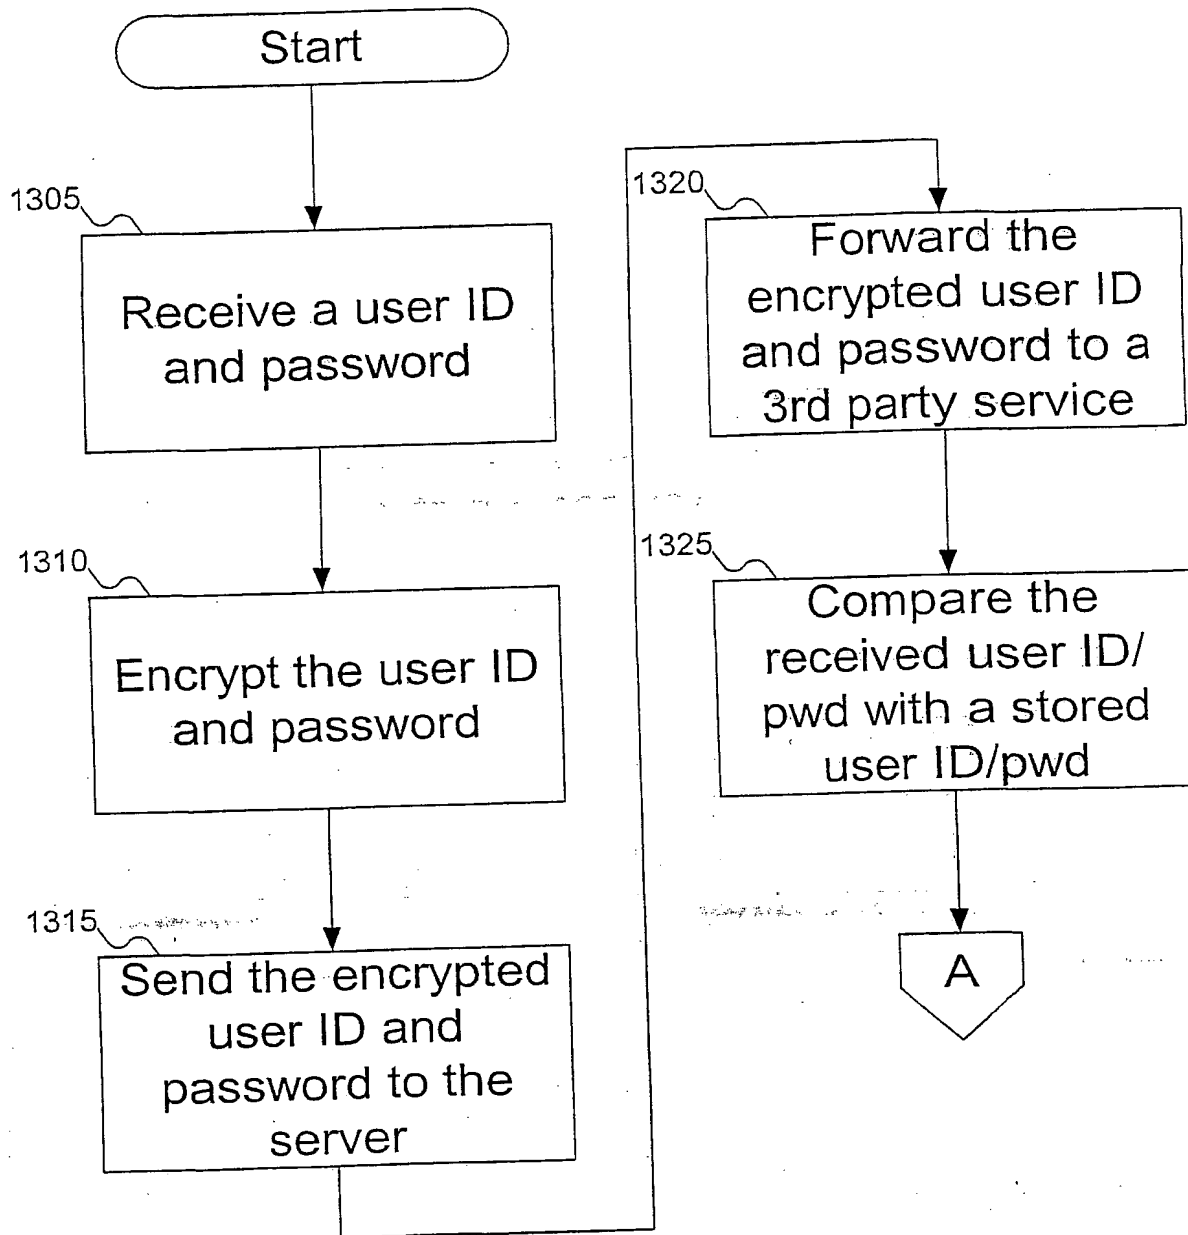 Start
1305
Receive a user ID
and password
1310
Encrypt the user ID
and password
1315
Send the encrypted
user ID and
password to the
server
1320
Forward the
encrypted user ID
and password to a
3rd party service
1325
Compare the
received user ID/
pwd with a stored
user ID/pwd
A